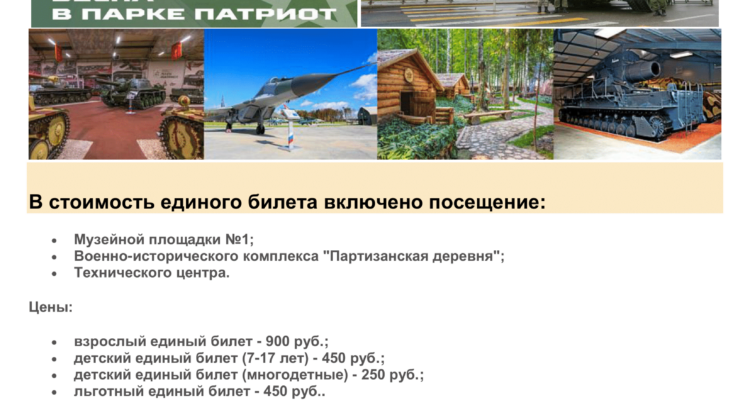 В ПАРКЕ ПАТРИОТ
В стоимость единого билета включено посещение:
Музейной площадки №1;
Военно-исторического комплекса "Партизанская деревня";
Технического центра.
Цены:
взрослый единый билет - 900 руб.;
детский единый билет (7-17 лет) - 450 руб.;
детский единый билет (многодетные) - 250 руб.;
льготный единый билет - 450 руб..